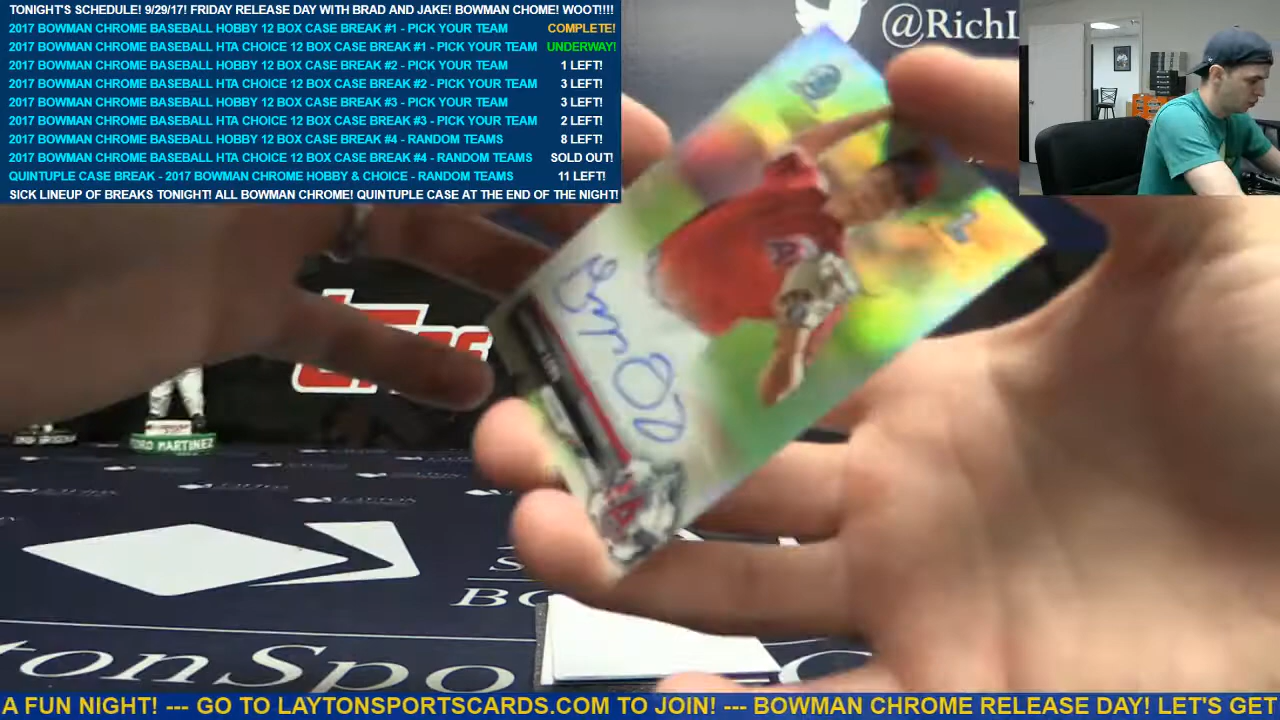 TONIGHT'S SCHEDULE! 9/29/17! FRIDAY RELEASE DAY WITH BRAD AND JAKE! BOWMAN CHOME! WOOT!!!!
2017 BOWMAN CHROME BASEBALL HOBBY 12 BOX CASE BREAK #1 - PICK YOUR TEAM COMPLETE!
2017 BOWMAN CHROME BASEBALL HTA CHOICE 12 BOX CASE BREAK #1 - PICK YOUR TEAM UNDERWAY!
2017 BOWMAN CHROME BASEBALL HOBBY 12 BOX CASE BREAK #2 - PICK YOUR TEAM 1 LEFT!
2017 BOWMAN CHROME BASEBALL HTA CHOICE 12 BOX CASE BREAK #2 - PICK YOUR TEAM 3 LEFT!
2017 BOWMAN CHROME BASEBALL HOBBY 12 BOX CASE BREAK #3 - PICK YOUR TEAM 3 LEFT!
2017 BOWMAN CHROME BASEBALL HTA CHOICE 12 BOX CASE BREAK #3 - PICK YOUR TEAM 2 LEFT!
2017 BOWMAN CHROME BASEBALL HOBBY 12 BOX CASE BREAK #4 - RANDOM TEAMS 8 LEFT!
2017 BOWMAN CHROME BASEBALL HTA CHOICE 12 BOX CASE BREAK #4 - RANDOM TEAMS SOLD OUT!
QUINTUPLE CASE BREAK - 2017 BOWMAN CHROME HOBBY & CHOICE - RANDOM TEAMS 11 LEFT!
SICK LINEUP OF BREAKS TONIGHT! ALL BOWMAN CHROME! QUINTUPLE CASE AT THE END OF THE NIGHT!
@RichL
MARTINEZ
A FUN NIGHT! --- GO TO LAYTONSPORTSCARDS.COM TO JOIN! --- BOWMAN CHROME RELEASE DAY! LET'S GET